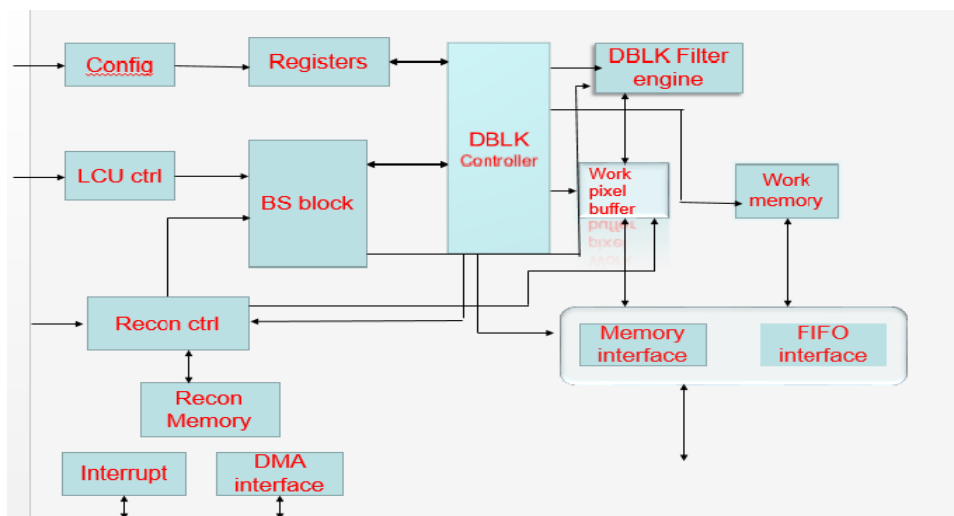 Config
Registers
DBLK Filter
engine
DBLK
Controller
LCU ctrl
BS block
Work
pixel
buffer
Work
memory
Recon ctrl
Memory
interface
FIFO
interface
Recon
Memory
Interrupt
DMA
interface